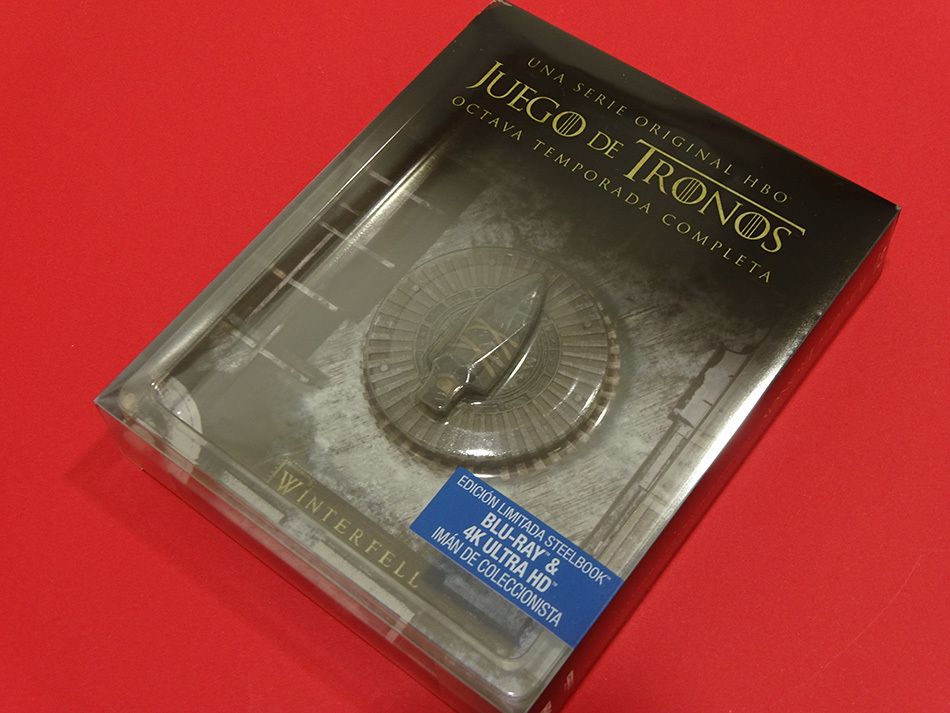 UNA SERIE ORIGINAL HBO
JUEGO DE TRONOS
OCTAVA TEMPORADA COMPLETA
WINTERFELL
EDICIÓN LIMITADA STEELBOOK™
BLU-RAY™ &
4K ULTRA HD™
IMÁN DE COLECCIONISTA